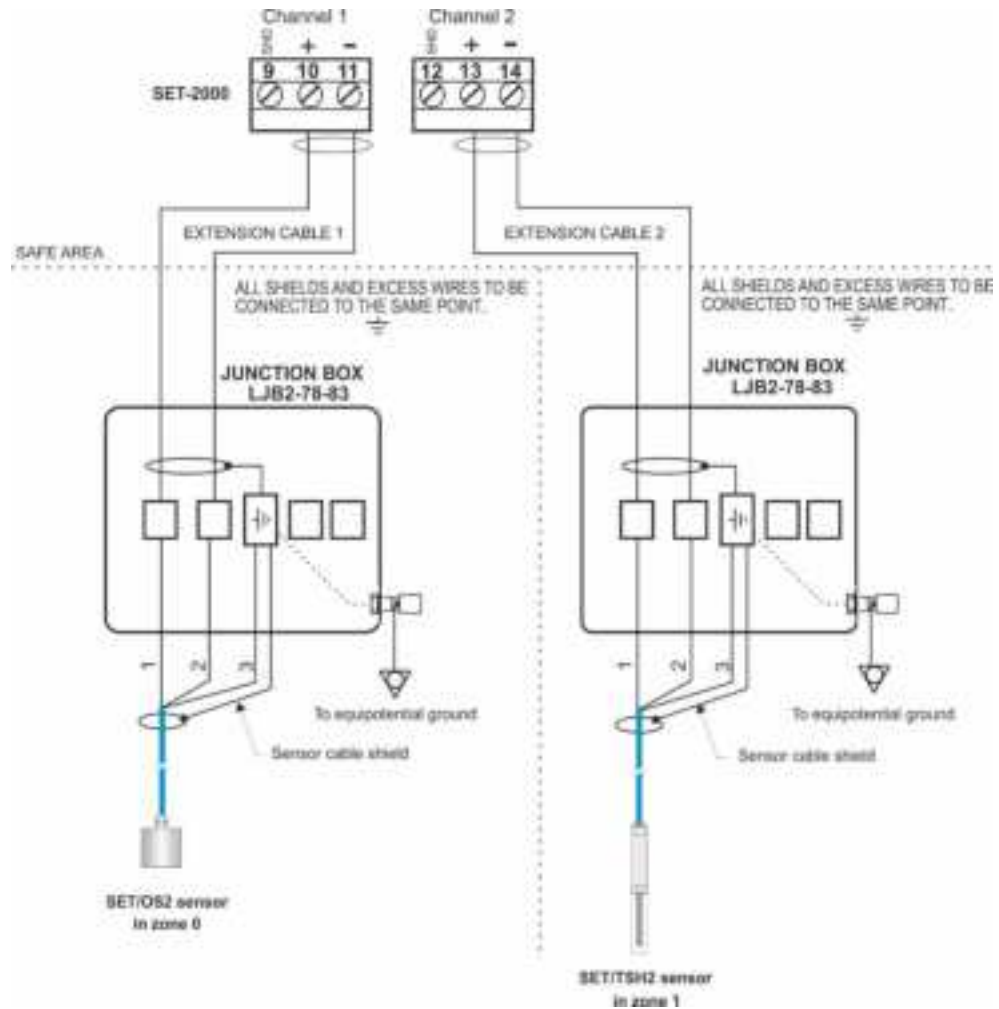 Channel 1
Channel 2
SHD + −
SHD + −
9 10 11
12 13 14
SET-2000
EXTENSION CABLE 1
EXTENSION CABLE 2
SAFE AREA
ALL SHIELDS AND EXCESS WIRES TO BE
CONNECTED TO THE SAME POINT.
ALL SHIELDS AND EXCESS WIRES TO BE
CONNECTED TO THE SAME POINT.
JUNCTION BOX
LJB2-78-83
JUNCTION BOX
LJB2-78-83
1 2 3
1 2 3
To equipotential ground
To equipotential ground
Sensor cable shield
Sensor cable shield
SET/OS2 sensor
in zone 0
SET/TSH2 sensor
in zone 1